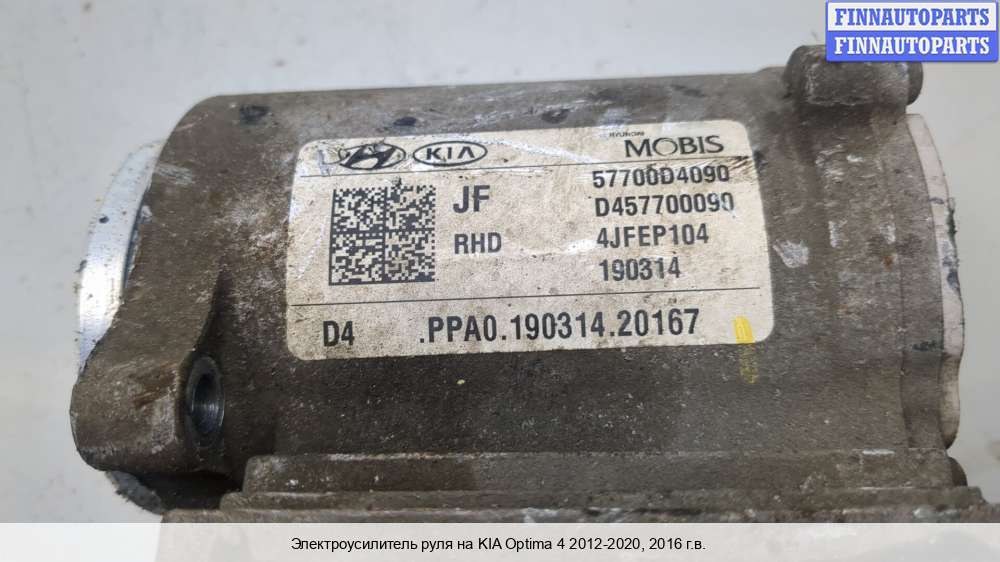 FINNAUTOPARTS
FINNAUTOPARTS
KIA
HYUNDAI
MOBIS
JF
57700D4090
D457700090
RHD
4JFEP104
190314
D4
.PPA0.190314.20167
Электроусилитель руля на KIA Optima 4 2012-2020, 2016 г.в.